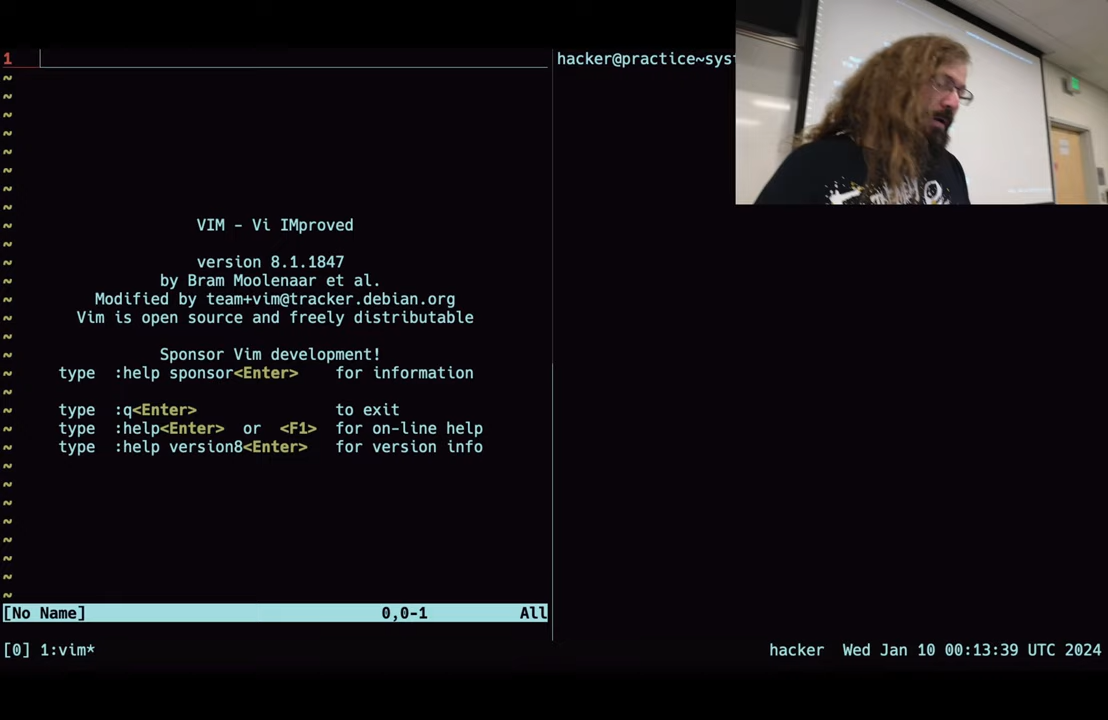 1
hacker@practice~sys
VIM - Vi IMproved
version 8.1.1847
by Bram Moolenaar et al.
Modified by team+vim@tracker.debian.org
Vim is open source and freely distributable
Sponsor Vim development!
type :help sponsor<Enter> for information
type :q<Enter> to exit
type :help<Enter> or <F1> for on-line help
type :help version8<Enter> for version info
[No Name] 0,0-1 All
[0] 1:vim* hacker Wed Jan 10 00:13:39 UTC 2024